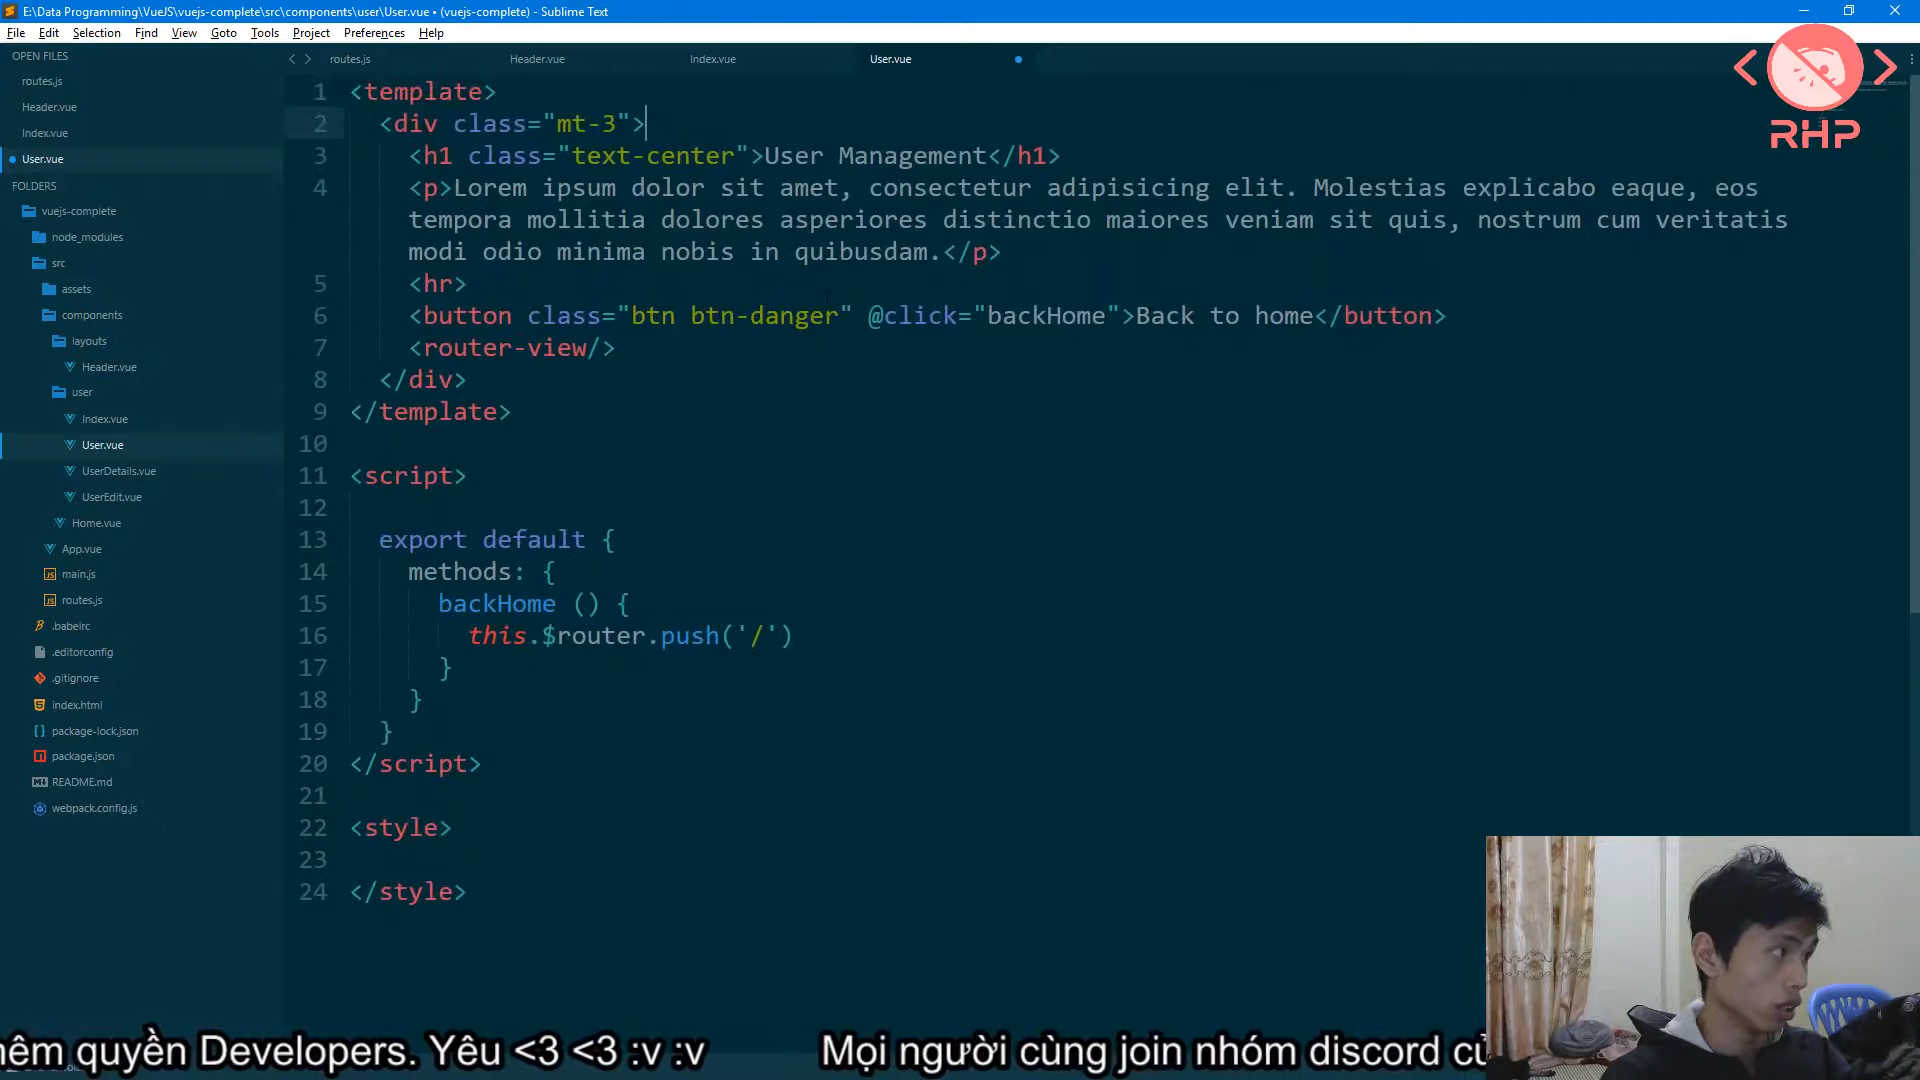 E:\Data Programming\VueJS\vuejs-complete\src\components\user\User.vue • (vuejs-complete) - Sublime Text
File Edit Selection Find View Goto Tools Project Preferences Help
OPEN FILES
routes.js
Header.vue
Index.vue
User.vue
FOLDERS
vuejs-complete
node_modules
src
assets
components
layouts
Header.vue
user
Index.vue
User.vue
UserDetails.vue
UserEdit.vue
Home.vue
App.vue
main.js
routes.js
.babelrc
.editorconfig
.gitignore
index.html
package-lock.json
package.json
README.md
webpack.config.js
routes.js Header.vue Index.vue User.vue
1 <template>
2 <div class="mt-3">
3 <h1 class="text-center">User Management</h1>
4 <p>Lorem ipsum dolor sit amet, consectetur adipisicing elit. Molestias explicabo eaque, eos
tempora mollitia dolores asperiores distinctio maiores veniam sit quis, nostrum cum veritatis
modi odio minima nobis in quibusdam.</p>
5 <hr>
6 <button class="btn btn-danger" @click="backHome">Back to home</button>
7 <router-view/>
8 </div>
9 </template>
10
11 <script>
12
13 export default {
14 methods: {
15 backHome () {
16 this.$router.push('/')
17 }
18 }
19 }
20 </script>
21
22 <style>
23
24 </style>
RHP
hêm quyền Developers. Yêu <3 <3 :v :v Mọi người cùng join nhóm discord củ